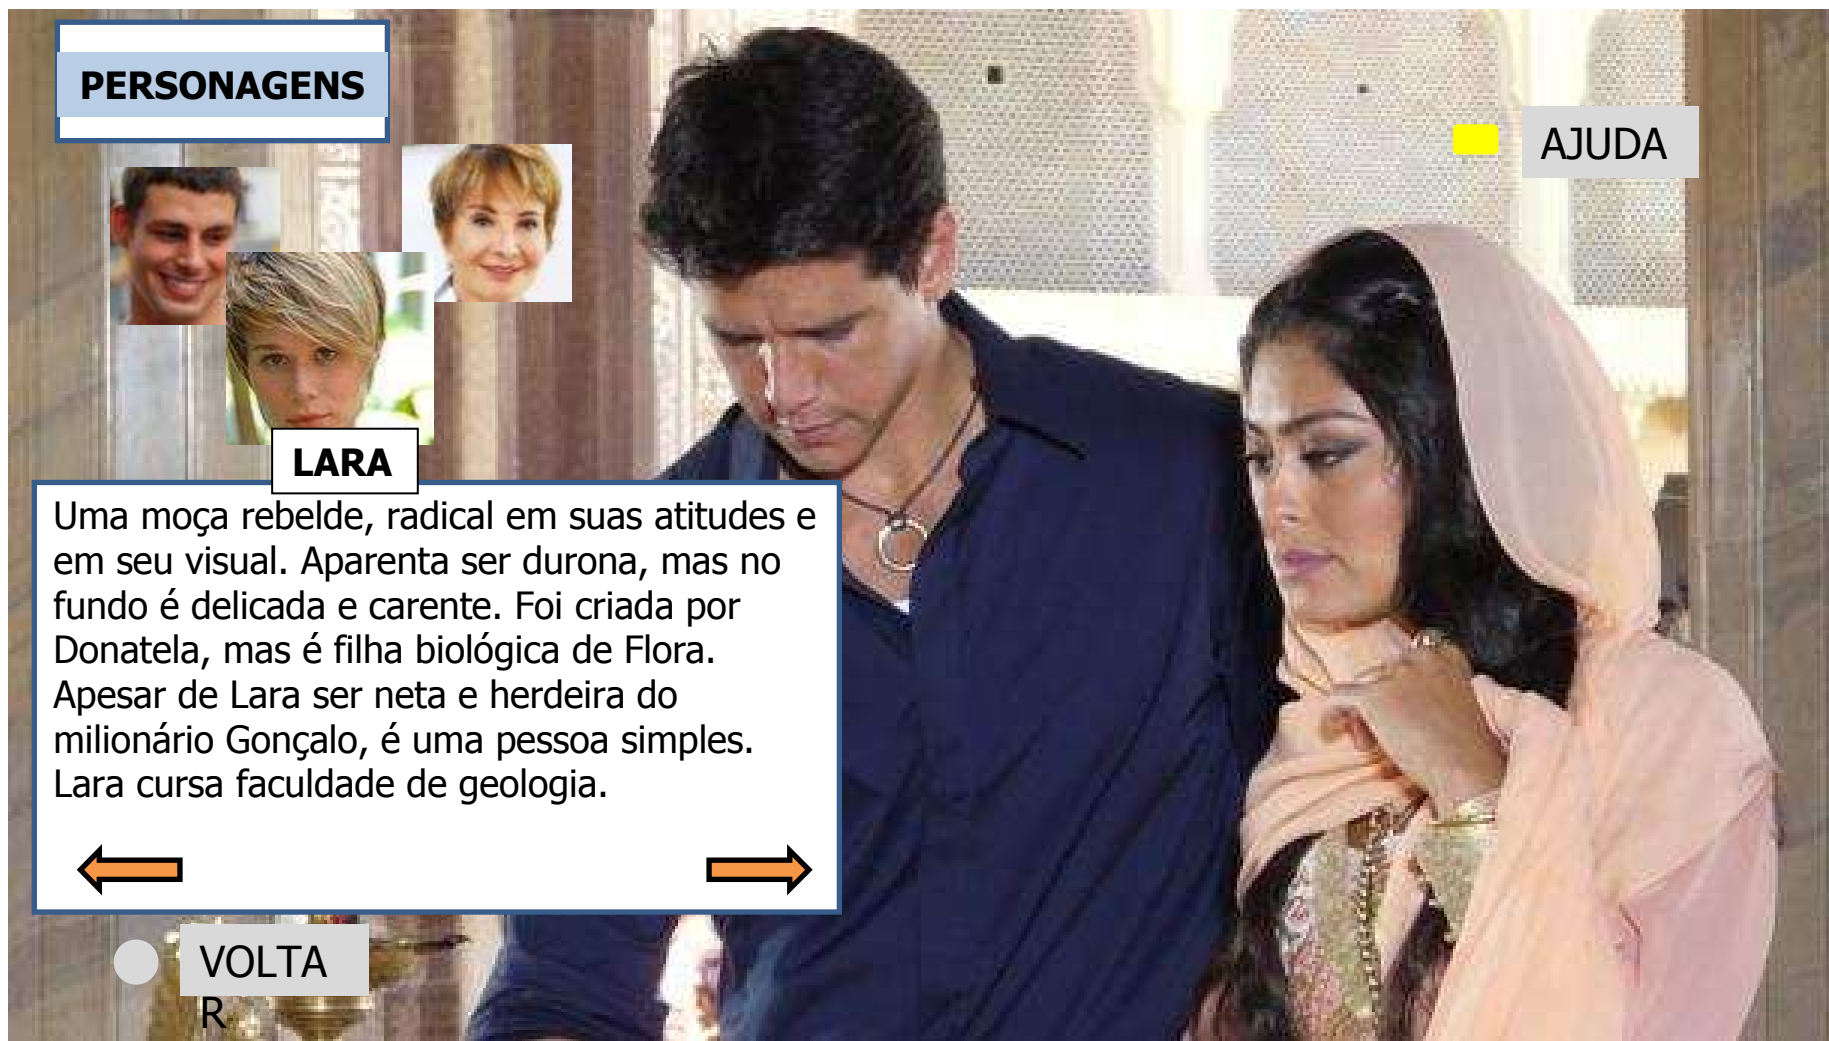 PERSONAGENS
AJUDA
LARA
Uma moça rebelde, radical em suas atitudes e
em seu visual. Aparenta ser durona, mas no
fundo é delicada e carente. Foi criada por
Donatela, mas é filha biológica de Flora.
Apesar de Lara ser neta e herdeira do
milionário Gonçalo, é uma pessoa simples.
Lara cursa faculdade de geologia.
VOLTA
R